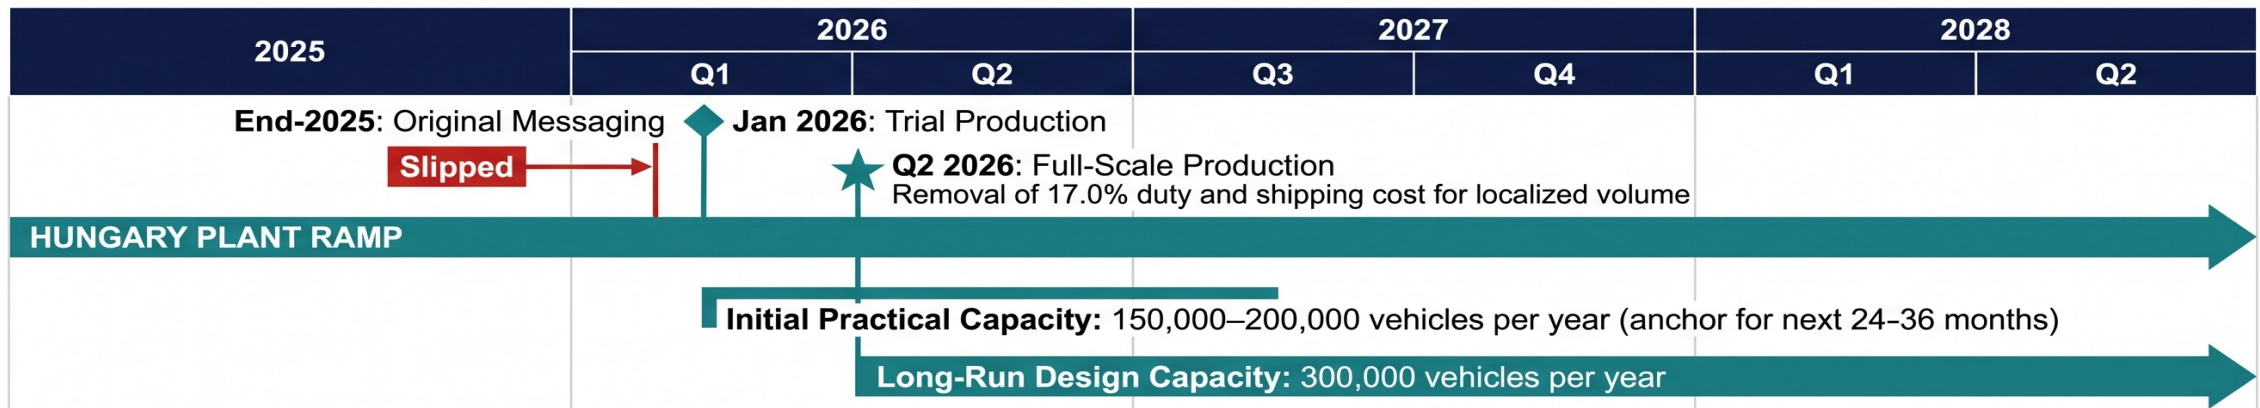 2025
2026
2027
2028
Q1
Q2
Q3
Q4
Q1
Q2
End-2025: Original Messaging
Jan 2026: Trial Production
Slipped
Q2 2026: Full-Scale Production
Removal of 17.0% duty and shipping cost for localized volume
HUNGARY PLANT RAMP
Initial Practical Capacity: 150,000–200,000 vehicles per year (anchor for next 24–36 months)
Long-Run Design Capacity: 300,000 vehicles per year